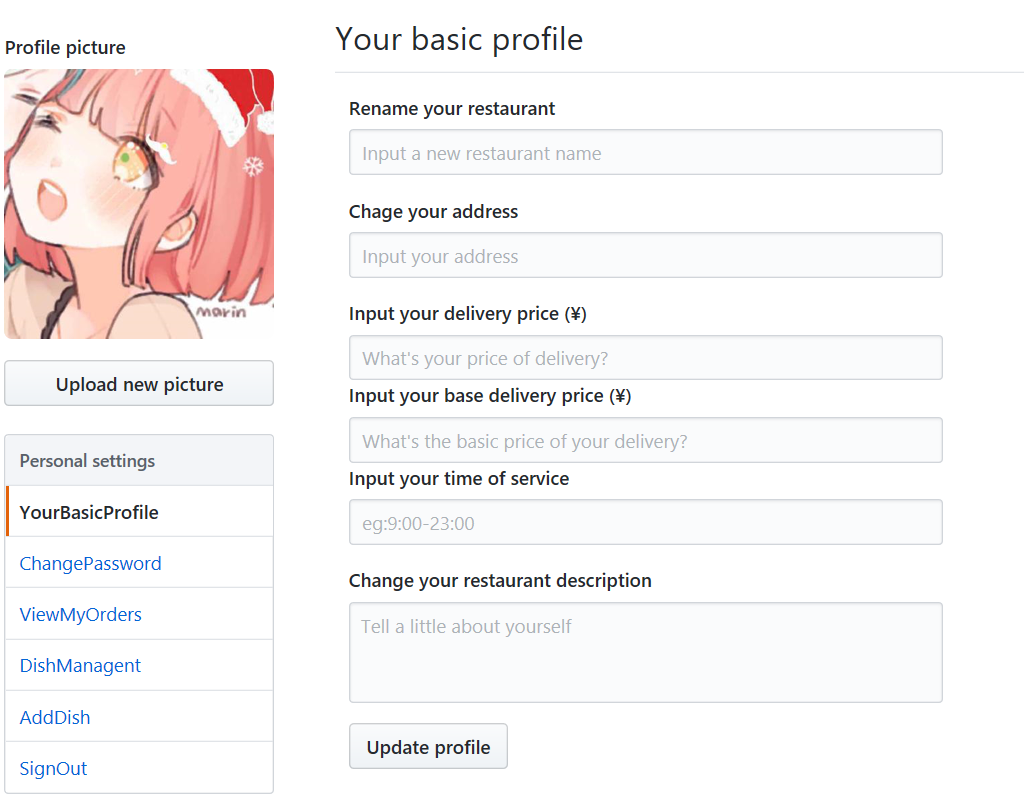 Profile picture
marin
Upload new picture
Personal settings
YourBasicProfile
ChangePassword
ViewMyOrders
DishManagent
AddDish
SignOut
Your basic profile
Rename your restaurant
Input a new restaurant name
Chage your address
Input your address
Input your delivery price (¥)
What's your price of delivery?
Input your base delivery price (¥)
What's the basic price of your delivery?
Input your time of service
eg:9:00-23:00
Change your restaurant description
Tell a little about yourself
Update profile